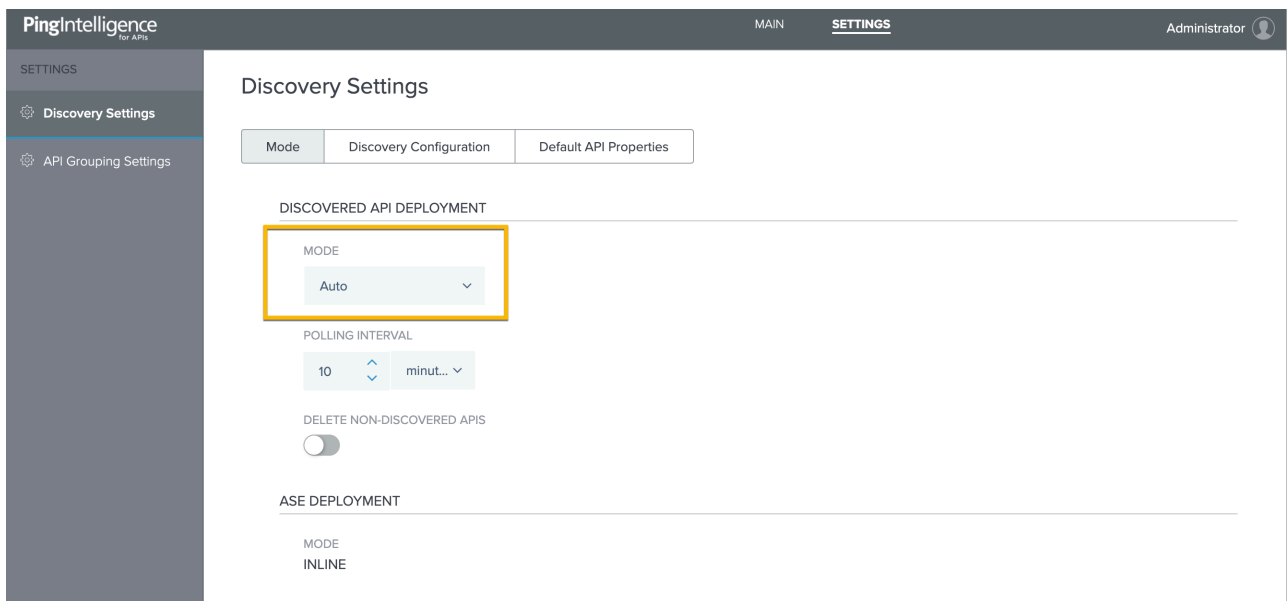 PingIntelligence
for APIs
MAIN
SETTINGS
Administrator
SETTINGS
Discovery Settings
API Grouping Settings
Discovery Settings
Mode
Discovery Configuration
Default API Properties
DISCOVERED API DEPLOYMENT
MODE
Auto
POLLING INTERVAL
10
minut...
DELETE NON-DISCOVERED APIS
ASE DEPLOYMENT
MODE
INLINE